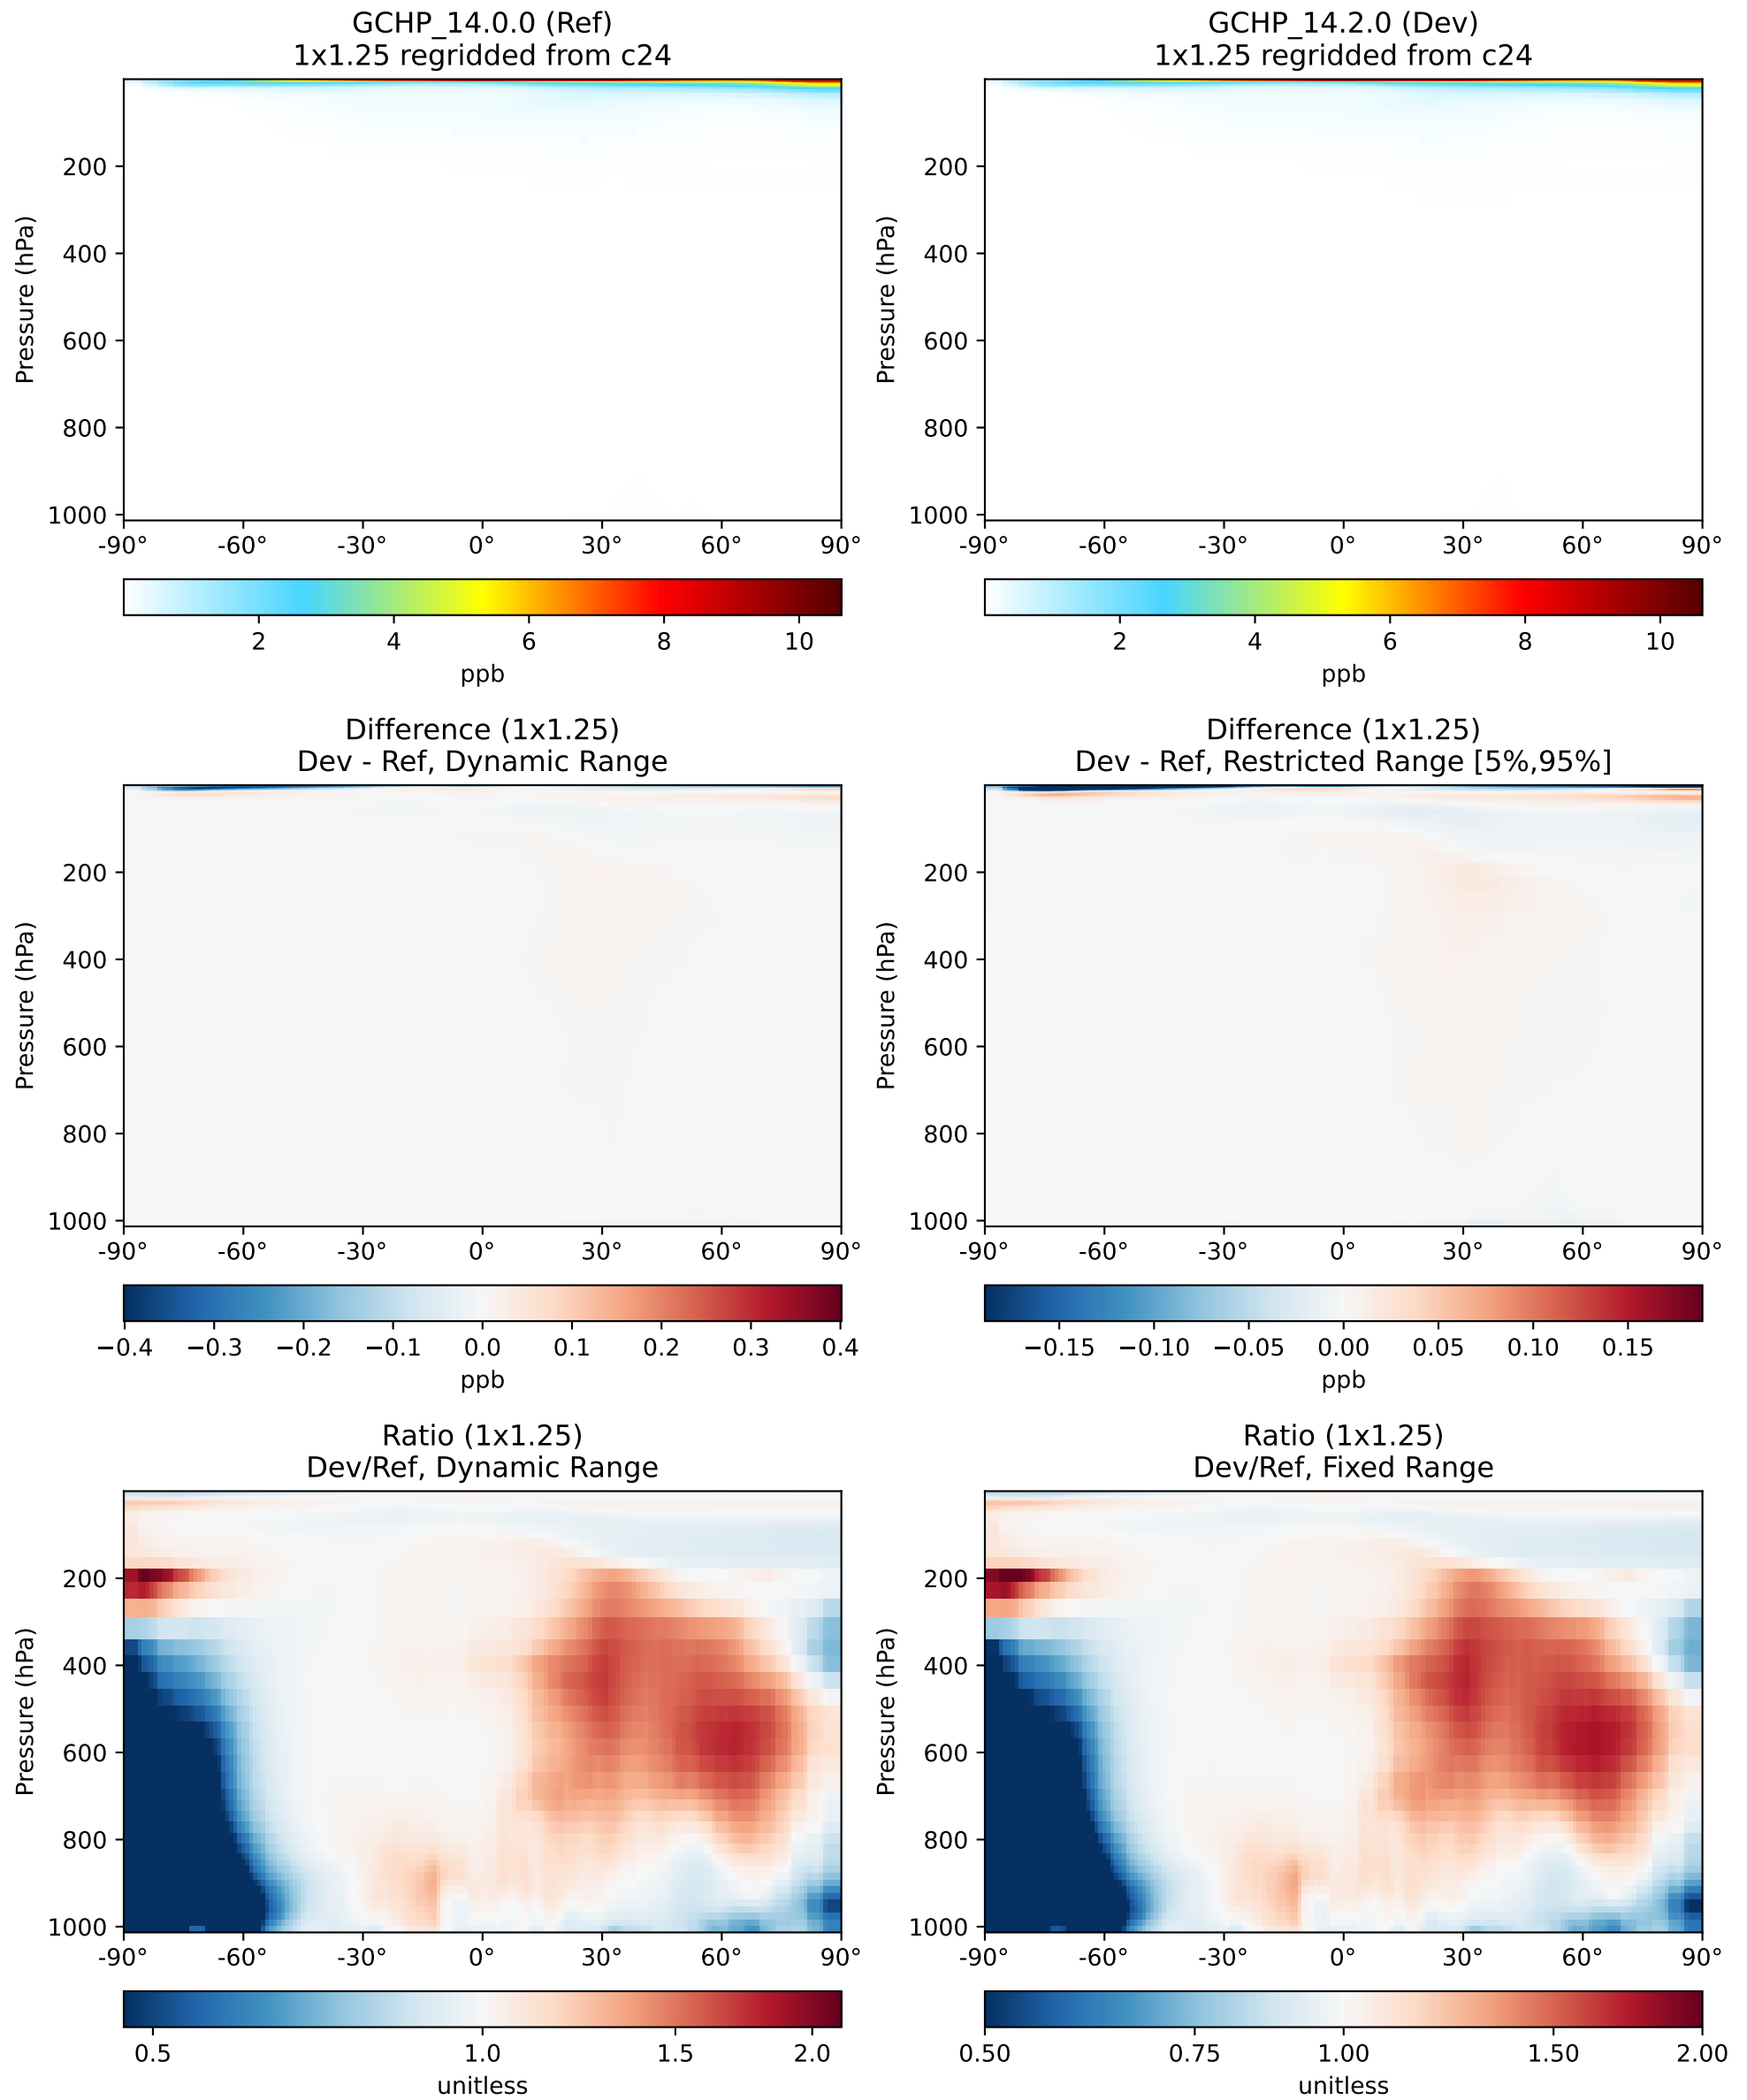 GCHP_14.0.0 (Ref)
1x1.25 regridded from c24
Pressure (hPa)
200
400
600
800
1000
-90° -60° -30° 0° 30° 60° 90°
2 4 6 8 10
ppb
GCHP_14.2.0 (Dev)
1x1.25 regridded from c24
Pressure (hPa)
200
400
600
800
1000
-90° -60° -30° 0° 30° 60° 90°
2 4 6 8 10
ppb
Difference (1x1.25)
Dev - Ref, Dynamic Range
Pressure (hPa)
200
400
600
800
1000
-90° -60° -30° 0° 30° 60° 90°
−0.4 −0.3 −0.2 −0.1 0.0 0.1 0.2 0.3 0.4
ppb
Difference (1x1.25)
Dev - Ref, Restricted Range [5%,95%]
Pressure (hPa)
200
400
600
800
1000
-90° -60° -30° 0° 30° 60° 90°
−0.15 −0.10 −0.05 0.00 0.05 0.10 0.15
ppb
Ratio (1x1.25)
Dev/Ref, Dynamic Range
Pressure (hPa)
200
400
600
800
1000
-90° -60° -30° 0° 30° 60° 90°
0.5 1.0 1.5 2.0
unitless
Ratio (1x1.25)
Dev/Ref, Fixed Range
Pressure (hPa)
200
400
600
800
1000
-90° -60° -30° 0° 30° 60° 90°
0.50 0.75 1.00 1.50 2.00
unitless